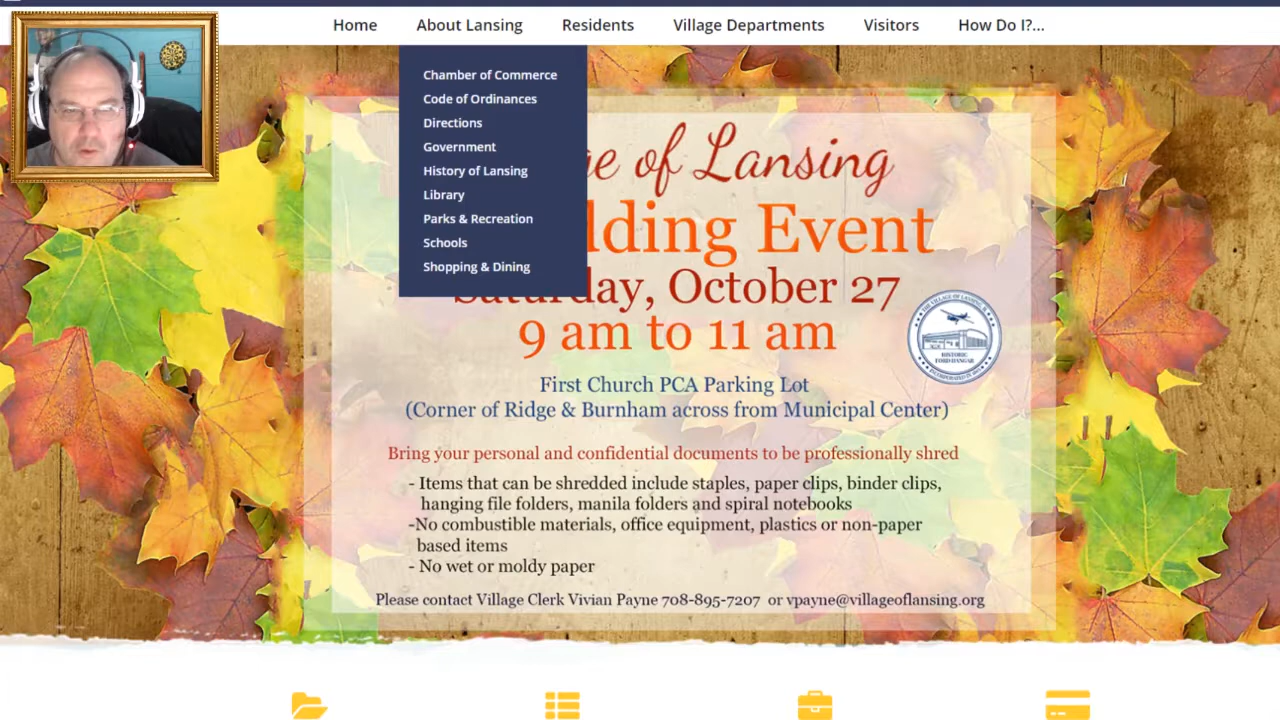 Home About Lansing Residents Village Departments Visitors How Do I?...
Chamber of Commerce
Code of Ordinances
Directions
Government
History of Lansing
Library
Parks & Recreation
Schools
Shopping & Dining
of Lansing
Event
October 27
9 am to 11 am
HISTORIC
FORD HANGAR
First Church PCA Parking Lot
(Corner of Ridge & Burnham across from Municipal Center)
Bring your personal and confidential documents to be professionally shred
- Items that can be shredded include staples, paper clips, binder clips,
hanging file folders, manila folders and spiral notebooks
-No combustible materials, office equipment, plastics or non-paper
based items
- No wet or moldy paper
Please contact Village Clerk Vivian Payne 708-895-7207 or vpayne@villageoflansing.org